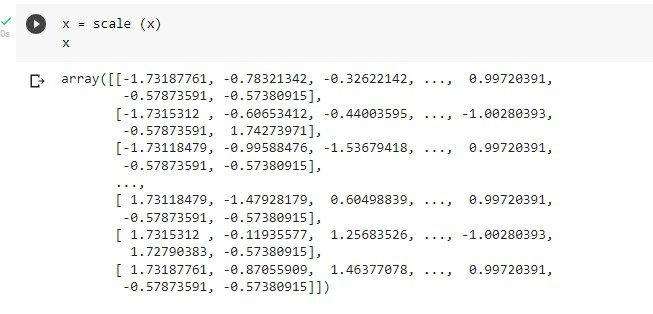 0s
x = scale (x)
x
array([[-1.73187761, -0.78321342, -0.32622142, ...,  0.99720391,
        -0.57873591, -0.57380915],
       [-1.7315312 , -0.60653412, -0.44003595, ..., -1.00280393,
        -0.57873591,  1.74273971],
       [-1.73118479, -0.99588476, -1.53679418, ...,  0.99720391,
        -0.57873591, -0.57380915],
       ...,
       [ 1.73118479, -1.47928179,  0.60498839, ...,  0.99720391,
        -0.57873591, -0.57380915],
       [ 1.7315312 , -0.11935577,  1.25683526, ..., -1.00280393,
         1.72790383, -0.57380915],
       [ 1.73187761, -0.87055909,  1.46377078, ...,  0.99720391,
        -0.57873591, -0.57380915]])